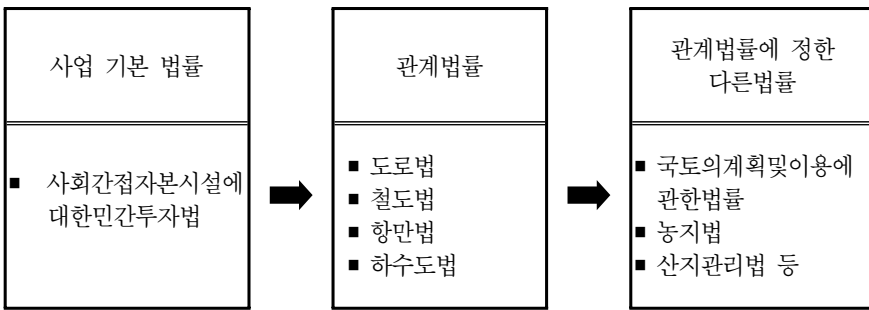 사업 기본 법률
■ 사회간접자본시설에
대한민간투자법
관계법률
■ 도로법
■ 철도법
■ 항만법
■ 하수도법
관계법률에 정한
다른법률
■ 국토의계획및이용에
관한법률
■ 농지법
■ 산지관리법 등